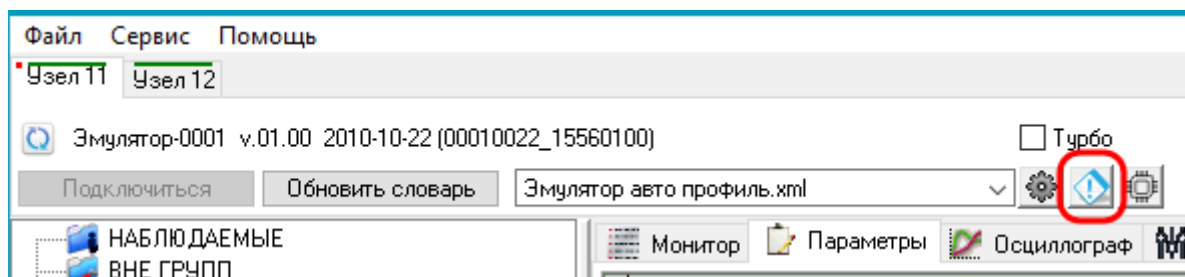 Файл Сервис Помощь
Узел 11 Узел 12
Эмулятор-0001 v.01.00 2010-10-22 (00010022_15560100) Турбо
Подключиться Обновить словарь Эмулятор авто профиль.xml
НАБЛЮДАЕМЫЕ Монитор Параметры Осциллограф
ВНЕ ГРУПП